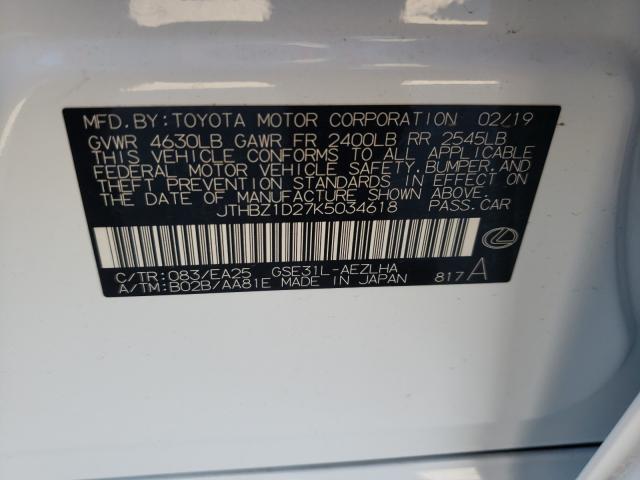 MFD.BY:TOYOTA MOTOR CORPORATION 02/19
GVWR 4630LB GAWR FR 2400LB RR 2545LB
THIS VEHICLE CONFORMS TO ALL APPLICABLE
FEDERAL MOTOR VEHICLE SAFETY,BUMPER,AND
THEFT PREVENTION STANDARDS IN EFFECT ON
THE DATE OF MANUFACTURE SHOWN ABOVE.
JTHBZ1D27K5034618 PASS.CAR
C/TR:083/EA25 GSE31L-AEZLHA
A/TM:B02B/AA81E MADE IN JAPAN 817A